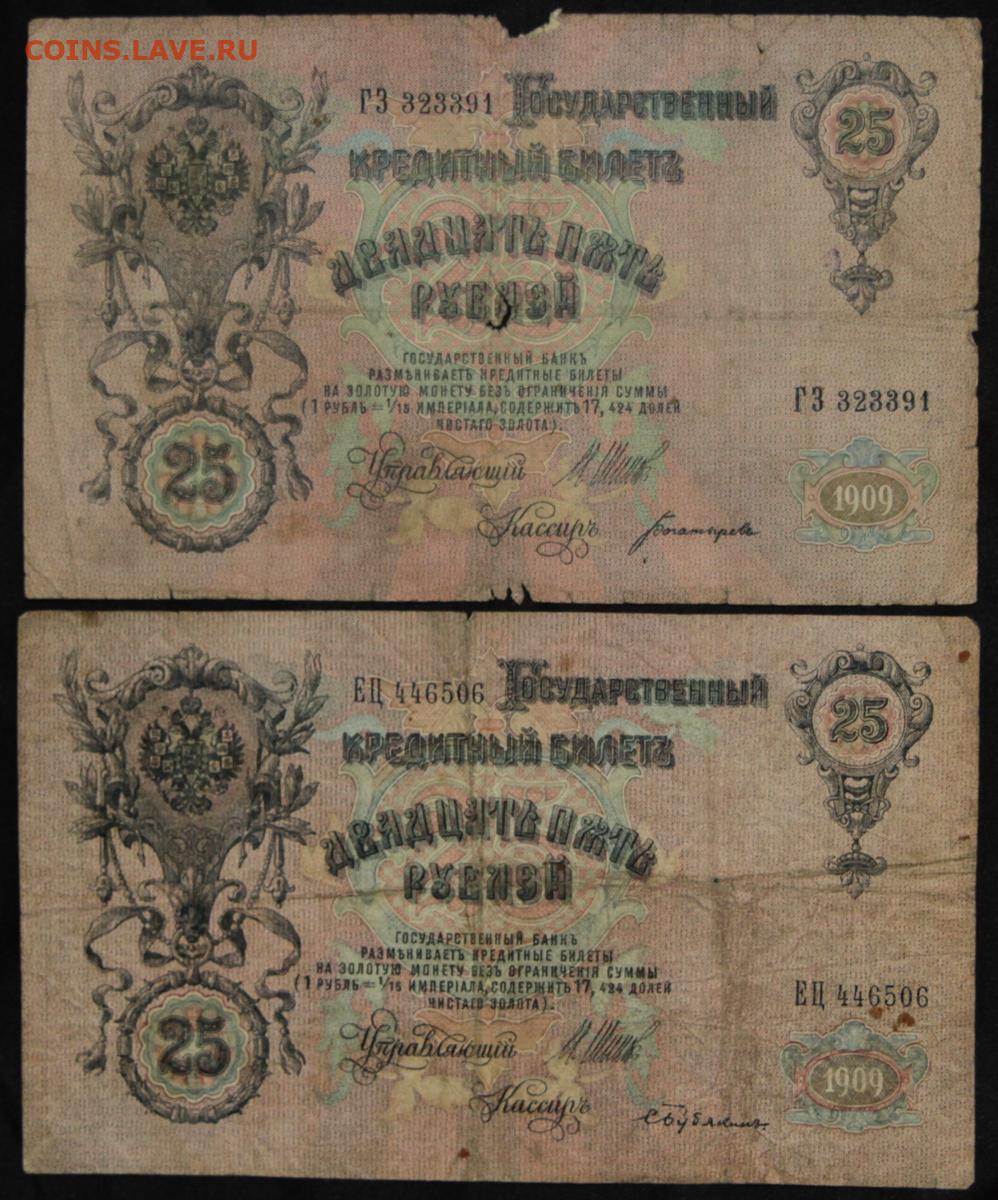 COINS.LAVE.RU
ГЗ 323391 Государственный
25
кредитный билетъ
двадцать пять
рублей
Государственный банкъ
размѣниваетъ кредитные билеты
на золотую монету безъ ограниченія суммы
(1 рубль = 1/15 империала, содержитъ 17, 424 долей
чистаго золота).
ГЗ 323391
25
Управляющій
1909
Кассиръ Богатыревъ
ЕЦ 446506 Государственный
25
кредитный билетъ
двадцать пять
рублей
Государственный банкъ
размѣниваетъ кредитные билеты
на золотую монету безъ ограниченія суммы
(1 рубль = 1/15 империала, содержитъ 17, 424 долей
чистаго золота).
ЕЦ 446506
25
Управляющій
1909
Кассиръ